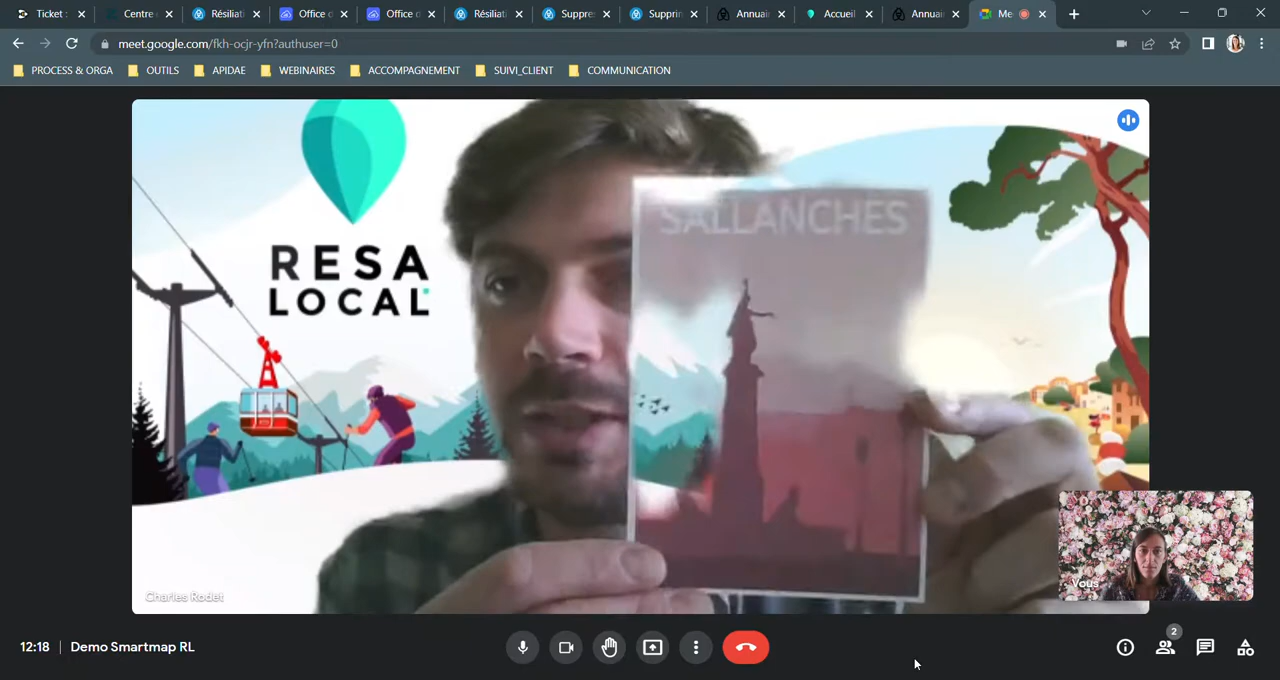 Ticket :
Centre
Résiliati
Office d
Office d
Résiliati
Suppre
Supprin
Annuair
Accueil
Annuair
Me
meet.google.com/fkh-ocjr-yfn?authuser=0
PROCESS & ORGA
OUTILS
APIDAE
WEBINAIRES
ACCOMPAGNEMENT
SUIVI_CLIENT
COMMUNICATION
RESA
LOCAL
SALLANCHES
Vous
Charles Rodet
2
12:18
Demo Smartmap RL